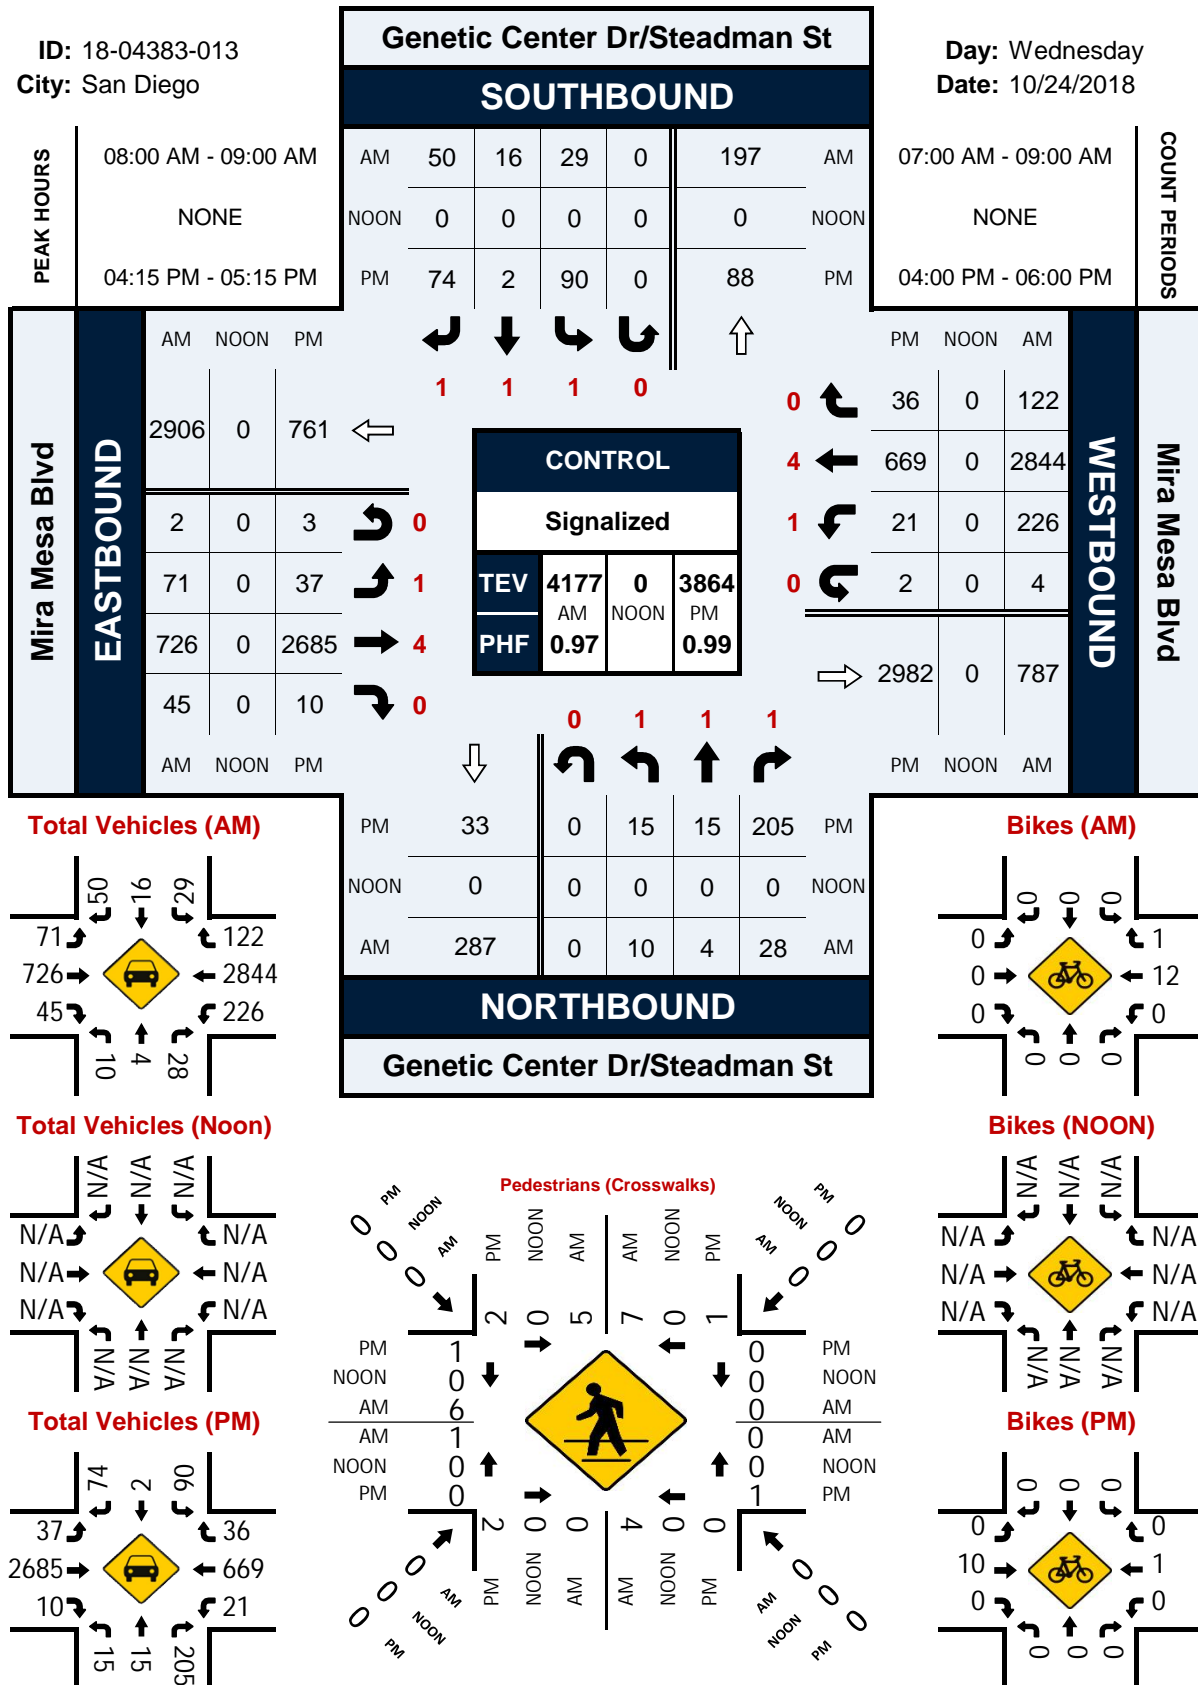 ID: 18-04383-013
City: San Diego
Genetic Center Dr/Steadman St
SOUTHBOUND
Day: Wednesday
Date: 10/24/2018
PEAK HOURS
08:00 AM - 09:00 AM
NONE
04:15 PM - 05:15 PM
AM 50 16 29 0 197 AM
NOON 0 0 0 0 0 NOON
PM 74 2 90 0 88 PM
07:00 AM - 09:00 AM
NONE
04:00 PM - 06:00 PM
COUNT PERIODS
1 1 1 0
Mira Mesa Blvd
EASTBOUND
AM NOON PM
2906 0 761
2 0 3 0
71 0 37 1
726 0 2685 4
45 0 10 0
AM NOON PM
CONTROL
Signalized
TEV 4177 0 3864
AM NOON PM
PHF 0.97 0.99
PM NOON AM
0 36 0 122
4 669 0 2844
1 21 0 226
0 2 0 4
2982 0 787
PM NOON AM
WESTBOUND
Mira Mesa Blvd
0 1 1 1
PM 33 0 15 15 205 PM
NOON 0 0 0 0 0 NOON
AM 287 0 10 4 28 AM
NORTHBOUND
Genetic Center Dr/Steadman St
Total Vehicles (AM)
50 16 29
71 122
726 2844
45 226
10 4 28
Bikes (AM)
0 0 0
0 1
0 12
0 0
0 0 0
Total Vehicles (Noon)
N/A N/A N/A
N/A N/A
N/A N/A
N/A N/A
N/A N/A N/A
Bikes (NOON)
N/A N/A N/A
N/A N/A
N/A N/A
N/A N/A
N/A N/A N/A
Pedestrians (Crosswalks)
PM NOON AM
0 0 0
PM NOON AM AM NOON PM
2 0 5 7 0 1
PM NOON AM
0 0 0
PM 1 0 PM
NOON 0 0 NOON
AM 6 0 AM
AM 1 0 AM
NOON 0 0 NOON
PM 0 1 PM
2 0 0 4 0 0
PM NOON AM AM NOON PM
0 0 0
AM NOON PM
0 0 0
AM NOON PM
Total Vehicles (PM)
74 2 90
37 36
2685 669
10 21
15 15 205
Bikes (PM)
0 0 0
0 0
10 1
0 0
0 0 0